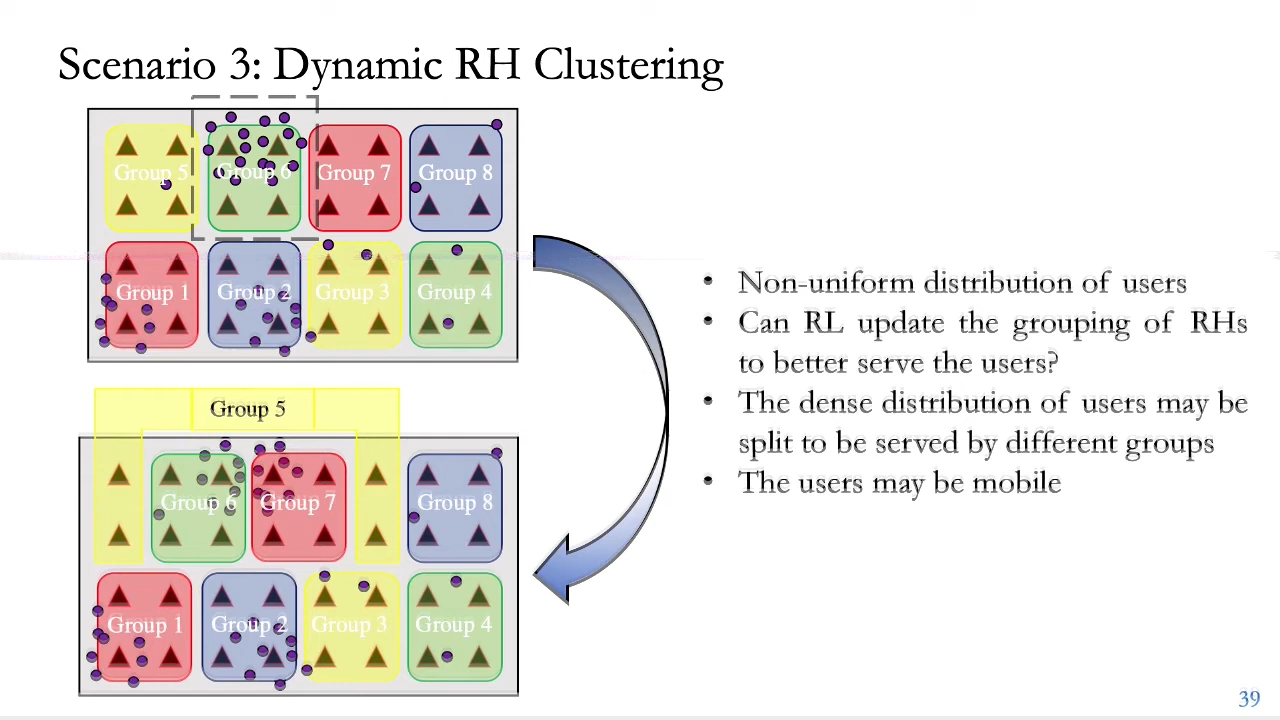 Scenario 3: Dynamic RH Clustering
Group 5
Group 6
Group 7
Group 8
Group 1
Group 2
Group 3
Group 4
Group 5
Group 6
Group 7
Group 8
Group 1
Group 2
Group 3
Group 4
• Non-uniform distribution of users
• Can RL update the grouping of RHs
to better serve the users?
• The dense distribution of users may be
split to be served by different groups
• The users may be mobile
39